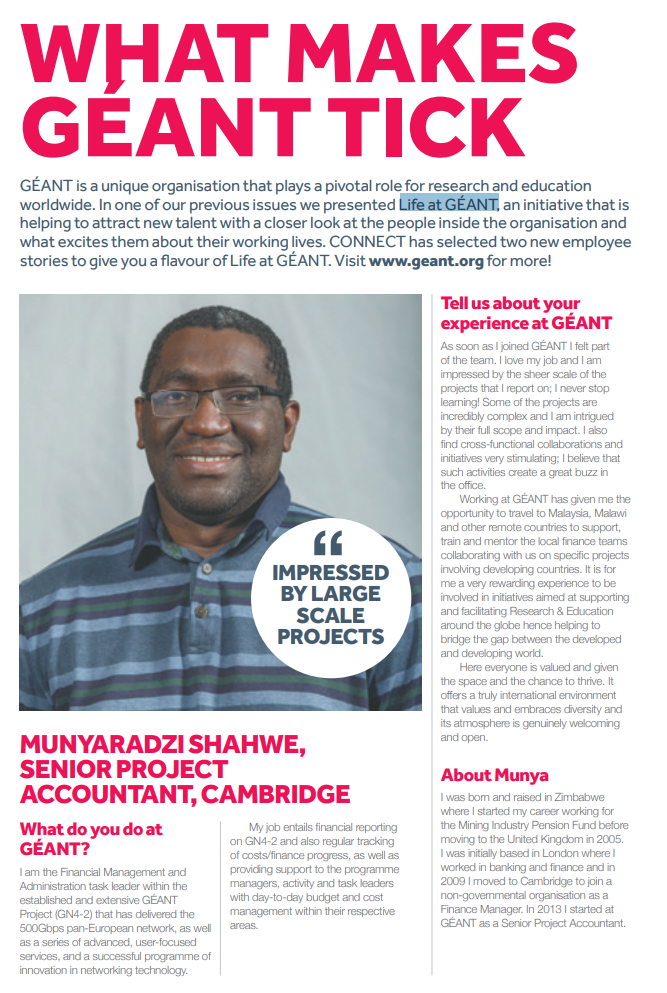 WHAT MAKES
GÉANT TICK
GÉANT is a unique organisation that plays a pivotal role for research and education
worldwide. In one of our previous issues we presented Life at GÉANT, an initiative that is
helping to attract new talent with a closer look at the people inside the organisation and
what excites them about their working lives. CONNECT has selected two new employee
stories to give you a flavour of Life at GÉANT. Visit www.geant.org for more!
“
IMPRESSED
BY LARGE
SCALE
PROJECTS
MUNYARADZI SHAHWE,
SENIOR PROJECT
ACCOUNTANT, CAMBRIDGE
What do you do at
GÉANT?
I am the Financial Management and
Administration task leader within the
established and extensive GÉANT
Project (GN4-2) that has delivered the
500Gbps pan-European network, as well
as a series of advanced, user-focused
services, and a successful programme of
innovation in networking technology.
My job entails financial reporting
on GN4-2 and also regular tracking
of costs/finance progress, as well as
providing support to the programme
managers, activity and task leaders
with day-to-day budget and cost
management within their respective
areas.
Tell us about your
experience at GÉANT
As soon as I joined GÉANT I felt part
of the team. I love my job and I am
impressed by the sheer scale of the
projects that I report on; I never stop
learning! Some of the projects are
incredibly complex and I am intrigued
by their full scope and impact. I also
find cross-functional collaborations and
initiatives very stimulating; I believe that
such activities create a great buzz in
the office.
Working at GÉANT has given me the
opportunity to travel to Malaysia, Malawi
and other remote countries to support,
train and mentor the local finance teams
collaborating with us on specific projects
involving developing countries. It is for
me a very rewarding experience to be
involved in initiatives aimed at supporting
and facilitating Research & Education
around the globe hence helping to
bridge the gap between the developed
and developing world.
Here everyone is valued and given
the space and the chance to thrive. It
offers a truly international environment
that values and embraces diversity and
its atmosphere is genuinely welcoming
and open.
About Munya
I was born and raised in Zimbabwe
where I started my career working for
the Mining Industry Pension Fund before
moving to the United Kingdom in 2005.
I was initially based in London where I
worked in banking and finance and in
2009 I moved to Cambridge to join a
non-governmental organisation as a
Finance Manager. In 2013 I started at
GÉANT as a Senior Project Accountant.